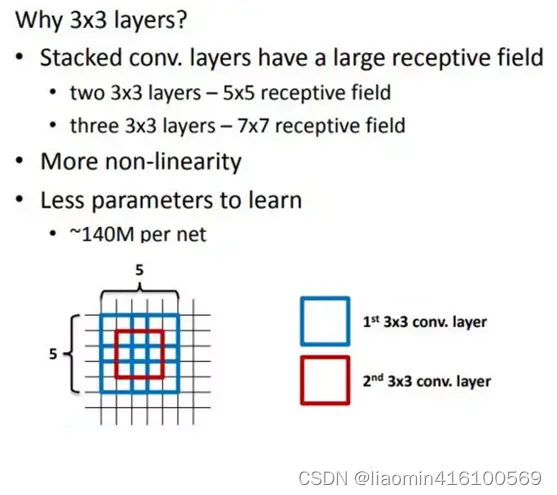 Why 3x3 layers?
• Stacked conv. layers have a large receptive field
• two 3x3 layers – 5x5 receptive field
• three 3x3 layers – 7x7 receptive field
• More non-linearity
• Less parameters to learn
• ~140M per net
5
5
1st 3x3 conv. layer
2nd 3x3 conv. layer
CSDN @liaomin416100569